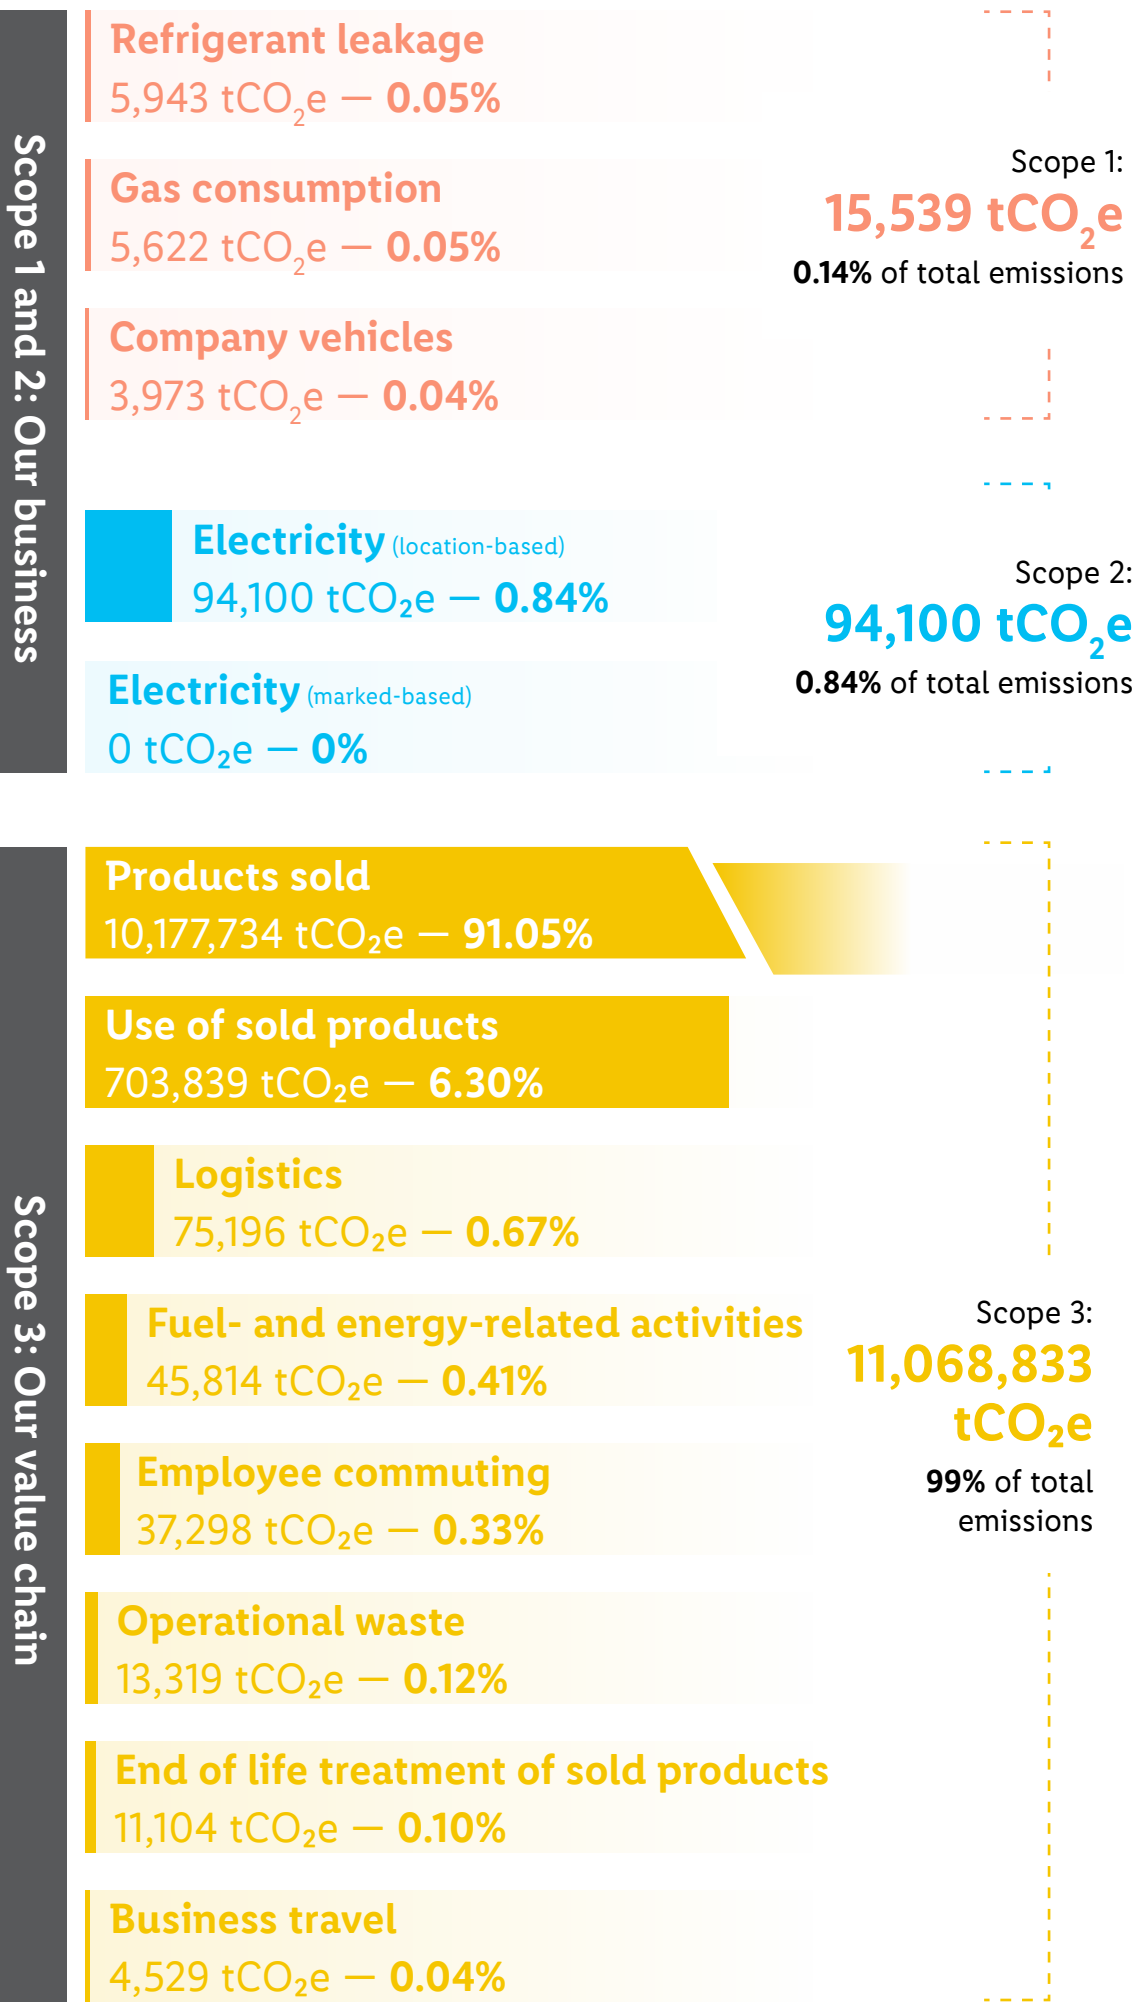 Scope 1 and 2: Our business
Refrigerant leakage
5,943 tCO₂e — 0.05%
Gas consumption
5,622 tCO₂e — 0.05%
Company vehicles
3,973 tCO₂e — 0.04%
Scope 1:
15,539 tCO₂e
0.14% of total emissions
Electricity (location-based)
94,100 tCO₂e — 0.84%
Electricity (marked-based)
0 tCO₂e — 0%
Scope 2:
94,100 tCO₂e
0.84% of total emissions
Scope 3: Our value chain
Products sold
10,177,734 tCO₂e — 91.05%
Use of sold products
703,839 tCO₂e — 6.30%
Logistics
75,196 tCO₂e — 0.67%
Fuel- and energy-related activities
45,814 tCO₂e — 0.41%
Employee commuting
37,298 tCO₂e — 0.33%
Operational waste
13,319 tCO₂e — 0.12%
End of life treatment of sold products
11,104 tCO₂e — 0.10%
Business travel
4,529 tCO₂e — 0.04%
Scope 3:
11,068,833
tCO₂e
99% of total
emissions